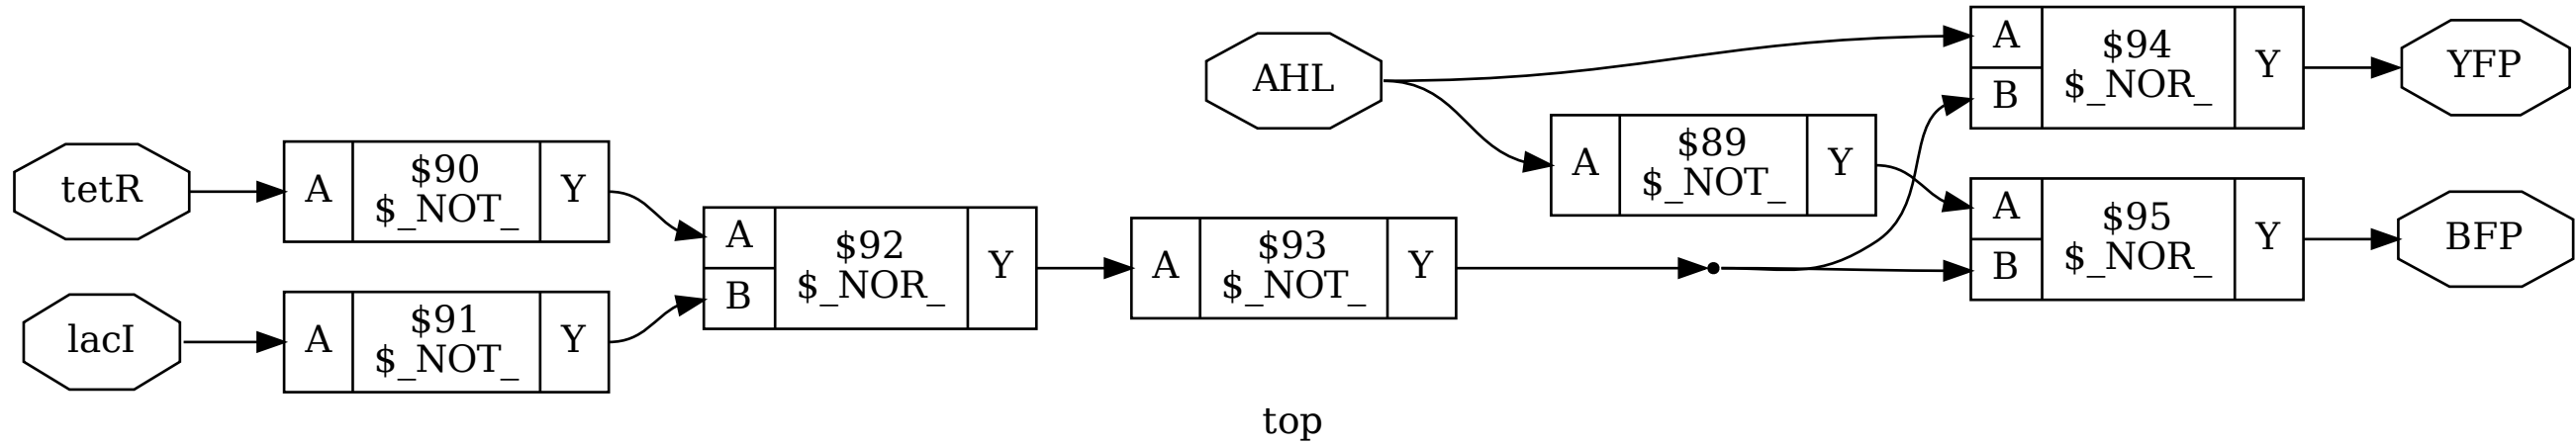 tetR
A
$90
$_NOT_
Y
lacI
A
$91
$_NOT_
Y
A
B
$92
$_NOR_
Y
A
$93
$_NOT_
Y
AHL
A
$89
$_NOT_
Y
A
B
$94
$_NOR_
Y
YFP
A
B
$95
$_NOR_
Y
BFP
top